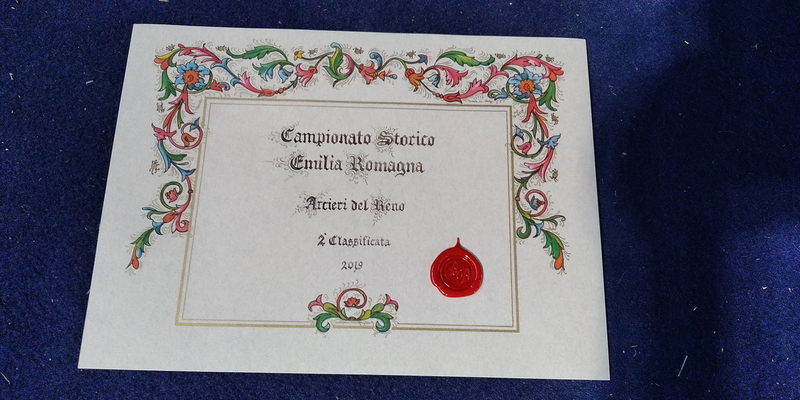 Campionato Storico
Emilia Romagna
Arcieri del Reno
2ª Classificata
2019